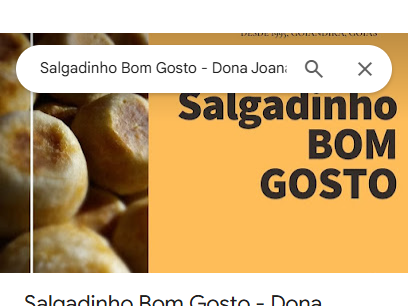 DESDE 1995, GOIANDIRA, GOIÁS
Salgadinho Bom Gosto - Dona Joana
Salgadinho
BOM
GOSTO
Salgadinho Bom Gosto - Dona